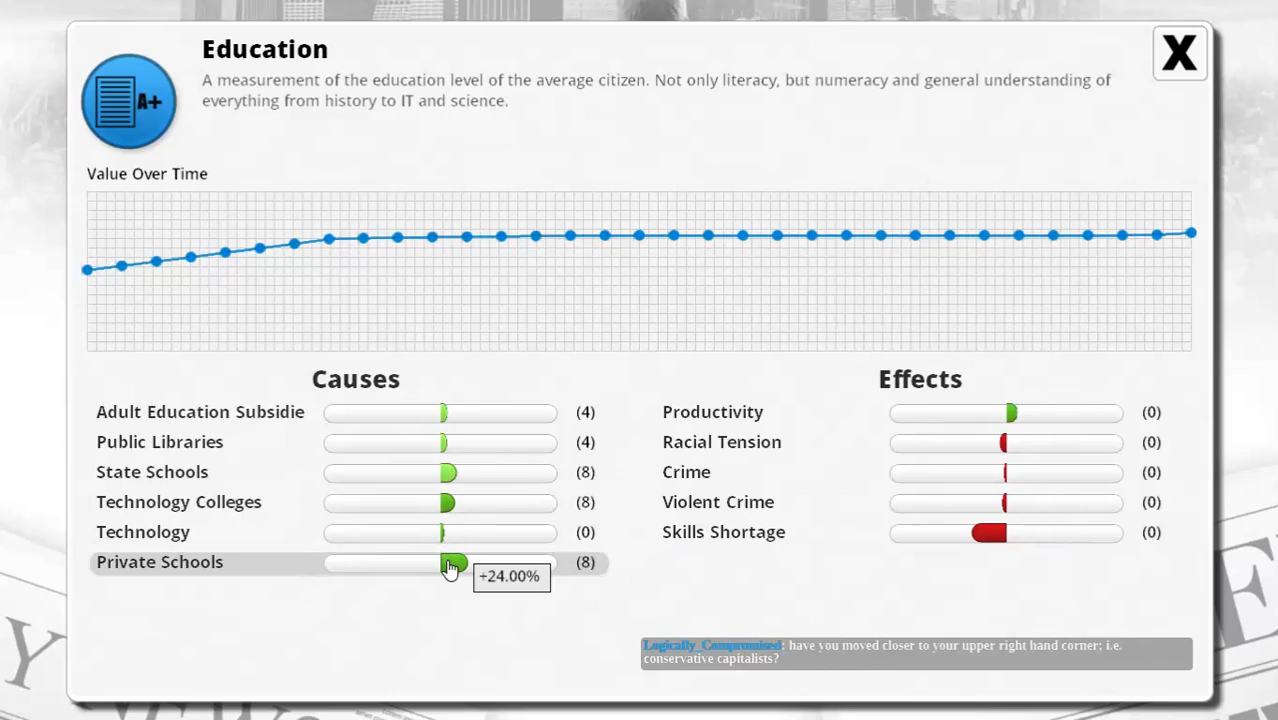 Education
A measurement of the education level of the average citizen. Not only literacy, but numeracy and general understanding of
everything from history to IT and science.
X
A+
Value Over Time
Causes
Adult Education Subsidie (4)
Public Libraries (4)
State Schools (8)
Technology Colleges (8)
Technology (0)
Private Schools (8)
+24.00%
Effects
Productivity (0)
Racial Tension (0)
Crime (0)
Violent Crime (0)
Skills Shortage (0)
Logically_Compromised: have you moved closer to your upper right hand corner; i.e.
conservative capitalists?